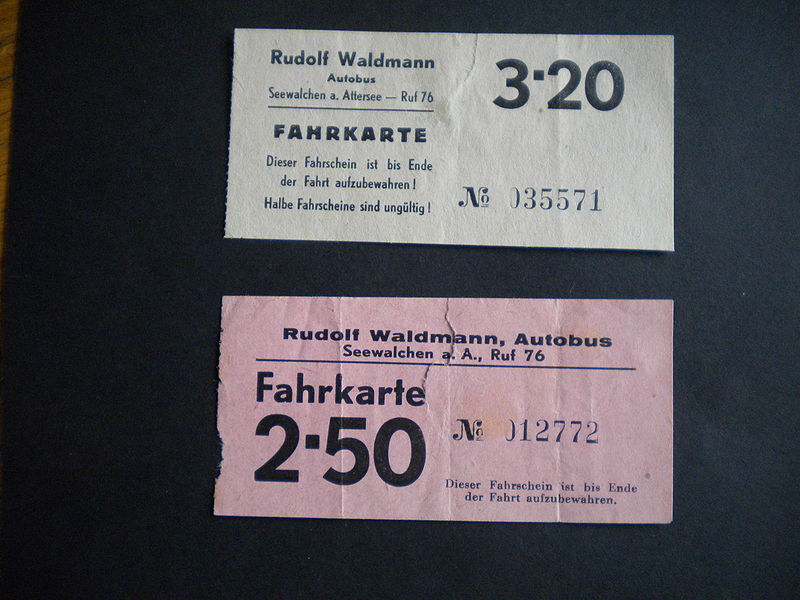 Rudolf Waldmann
Autobus
Seewalchen a. Attersee — Ruf 76
3·20
FAHRKARTE
Dieser Fahrschein ist bis Ende
der Fahrt aufzubewahren!
Halbe Fahrscheine sind ungültig!
№ 035571
Rudolf Waldmann, Autobus
Seewalchen a. A., Ruf 76
Fahrkarte
2·50
№ 012772
Dieser Fahrschein ist bis Ende
der Fahrt aufzubewahren.